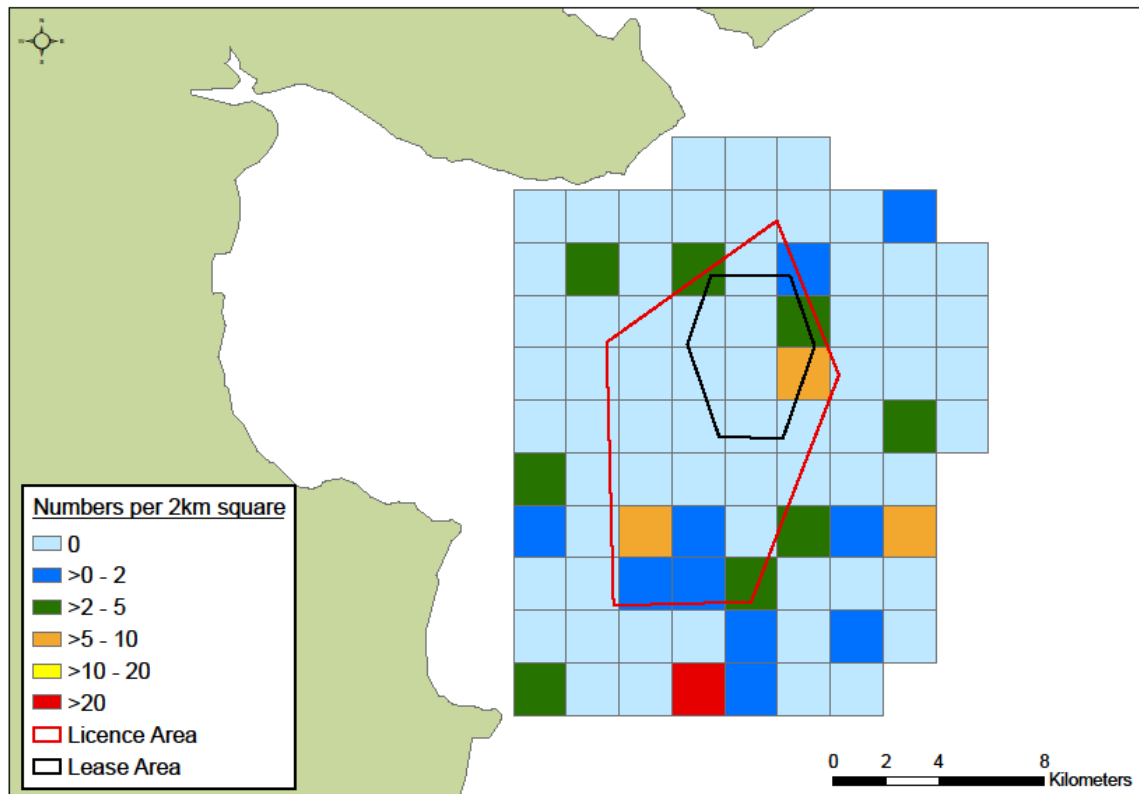 N
W E
S
Numbers per 2km square
0
>0 - 2
>2 - 5
>5 - 10
>10 - 20
>20
Licence Area
Lease Area
0 2 4 8
Kilometers